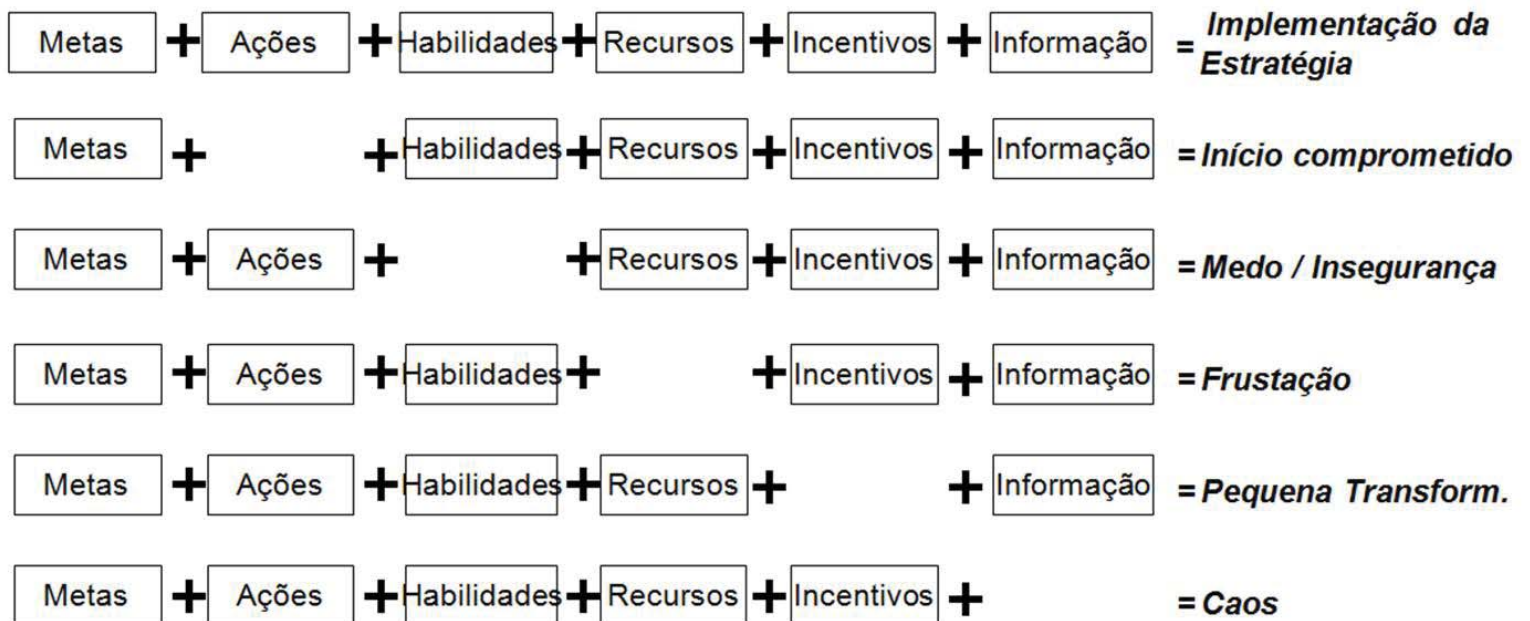 Metas + Ações + Habilidades + Recursos + Incentivos + Informação = Implementação da
Estratégia
Metas + + Habilidades + Recursos + Incentivos + Informação = Início comprometido
Metas + Ações + + Recursos + Incentivos + Informação = Medo / Insegurança
Metas + Ações + Habilidades + + Incentivos + Informação = Frustação
Metas + Ações + Habilidades + Recursos + + Informação = Pequena Transform.
Metas + Ações + Habilidades + Recursos + Incentivos + = Caos